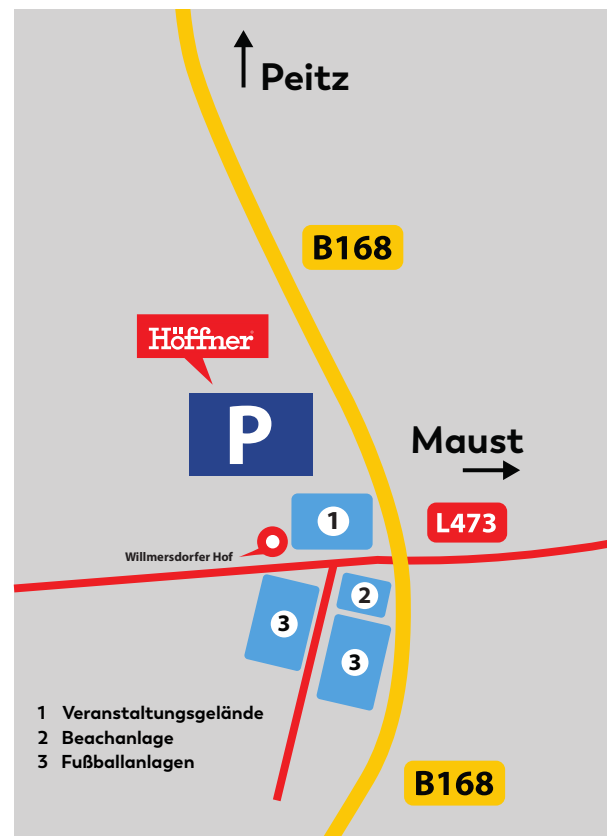 Peitz
B168
Höffner
P
Maust
1
L473
Willmersdorfer Hof
2
3
3
1 Veranstaltungsgelände
2 Beachanlage
3 Fußballanlagen
B168